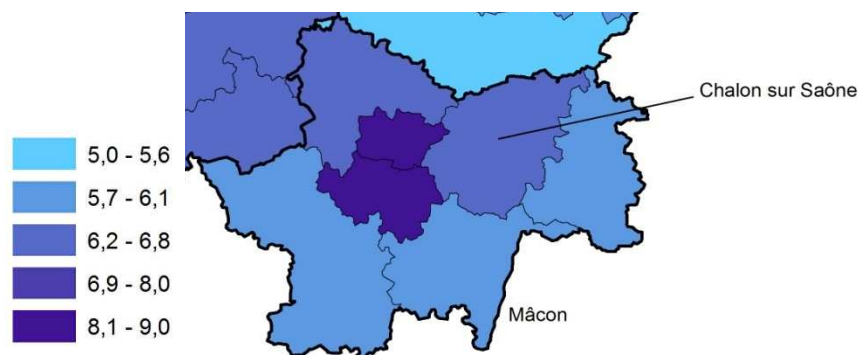 Chalon sur Saône
5,0 - 5,6
5,7 - 6,1
6,2 - 6,8
6,9 - 8,0
8,1 - 9,0
Mâcon